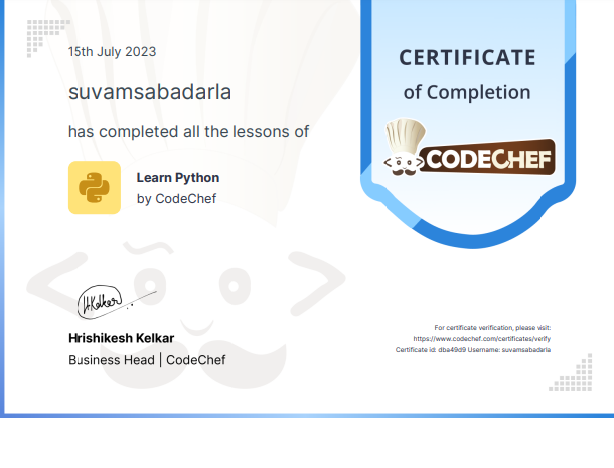 15th July 2023
suvamsabadarla
has completed all the lessons of
Learn Python
by CodeChef
CERTIFICATE
of Completion
CODECHEF
H.Kelkar
Hrishikesh Kelkar
Business Head | CodeChef
For certificate verification, please visit:
https://www.codechef.com/certificates/verify
Certificate id: dba49d9 Username: suvamsabadarla